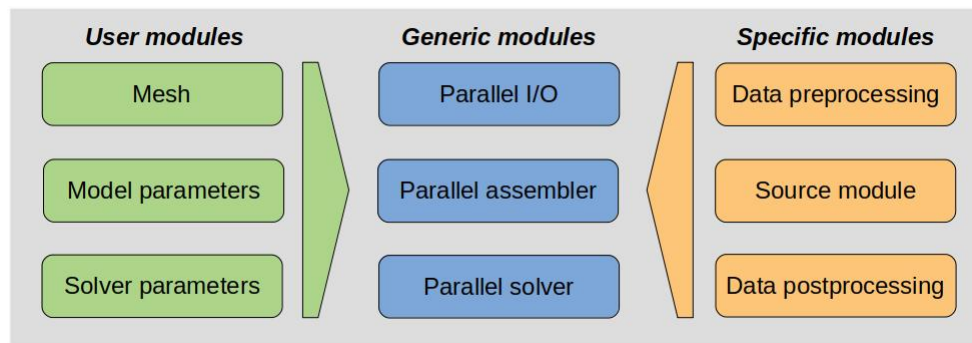 User modules
Generic modules
Specific modules
Mesh
Parallel I/O
Data preprocessing
Model parameters
Parallel assembler
Source module
Solver parameters
Parallel solver
Data postprocessing